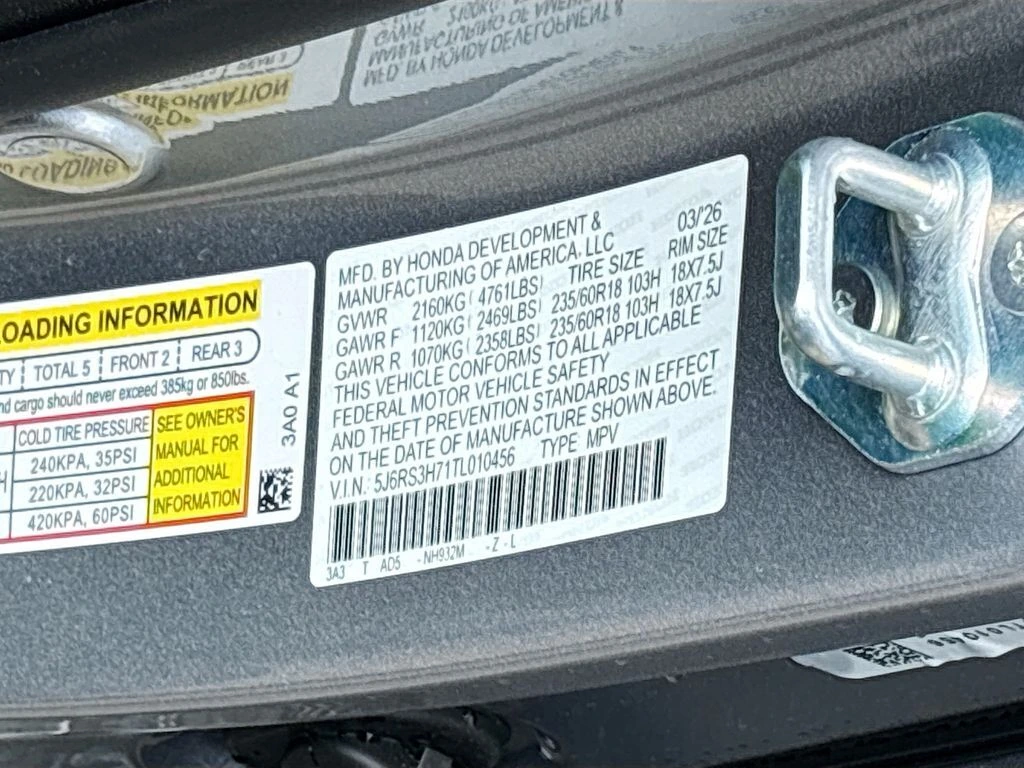 OADING INFORMATION
TOTAL 5 FRONT 2 REAR 3
nd cargo should never exceed 385kg or 850lbs.
COLD TIRE PRESSURE
240KPA, 35PSI
220KPA, 32PSI
420KPA, 60PSI
SEE OWNER'S
MANUAL FOR
ADDITIONAL
INFORMATION
3A0 A1
MFD. BY HONDA DEVELOPMENT & 03/'26
MANUFACTURING OF AMERICA, LLC
TIRE SIZE RIM SIZE
GVWR 2160KG ( 4761LBS)
GAWR F 1120KG ( 2469LBS) 235/60R18 103H 18X7.5J
GAWR R 1070KG ( 2358LBS) 235/60R18 103H 18X7.5J
THIS VEHICLE CONFORMS TO ALL APPLICABLE
FEDERAL MOTOR VEHICLE SAFETY
AND THEFT PREVENTION STANDARDS IN EFFECT
ON THE DATE OF MANUFACTURE SHOWN ABOVE.
V.I.N.: 5J6RS3H71TL010456 TYPE: MPV
3A3 T AD5 -NH932M -Z-L